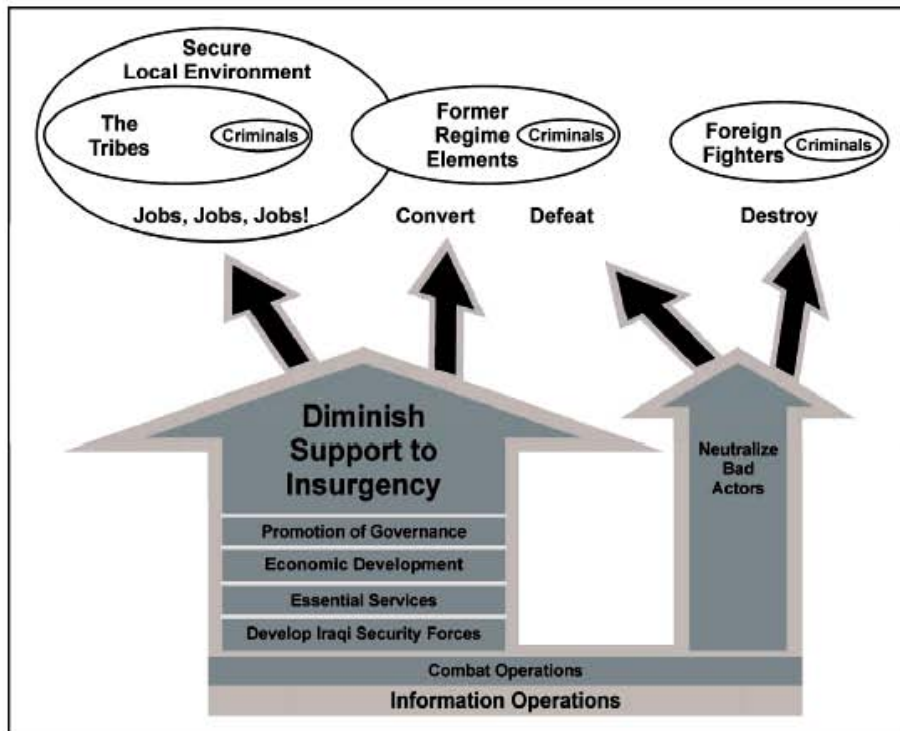 Secure
Local Environment
The
Tribes
Criminals
Jobs, Jobs, Jobs!
Former
Regime
Elements
Criminals
Convert
Defeat
Foreign
Fighters
Criminals
Destroy
Diminish
Support to
Insurgency
Promotion of Governance
Economic Development
Essential Services
Develop Iraqi Security Forces
Neutralize
Bad
Actors
Combat Operations
Information Operations